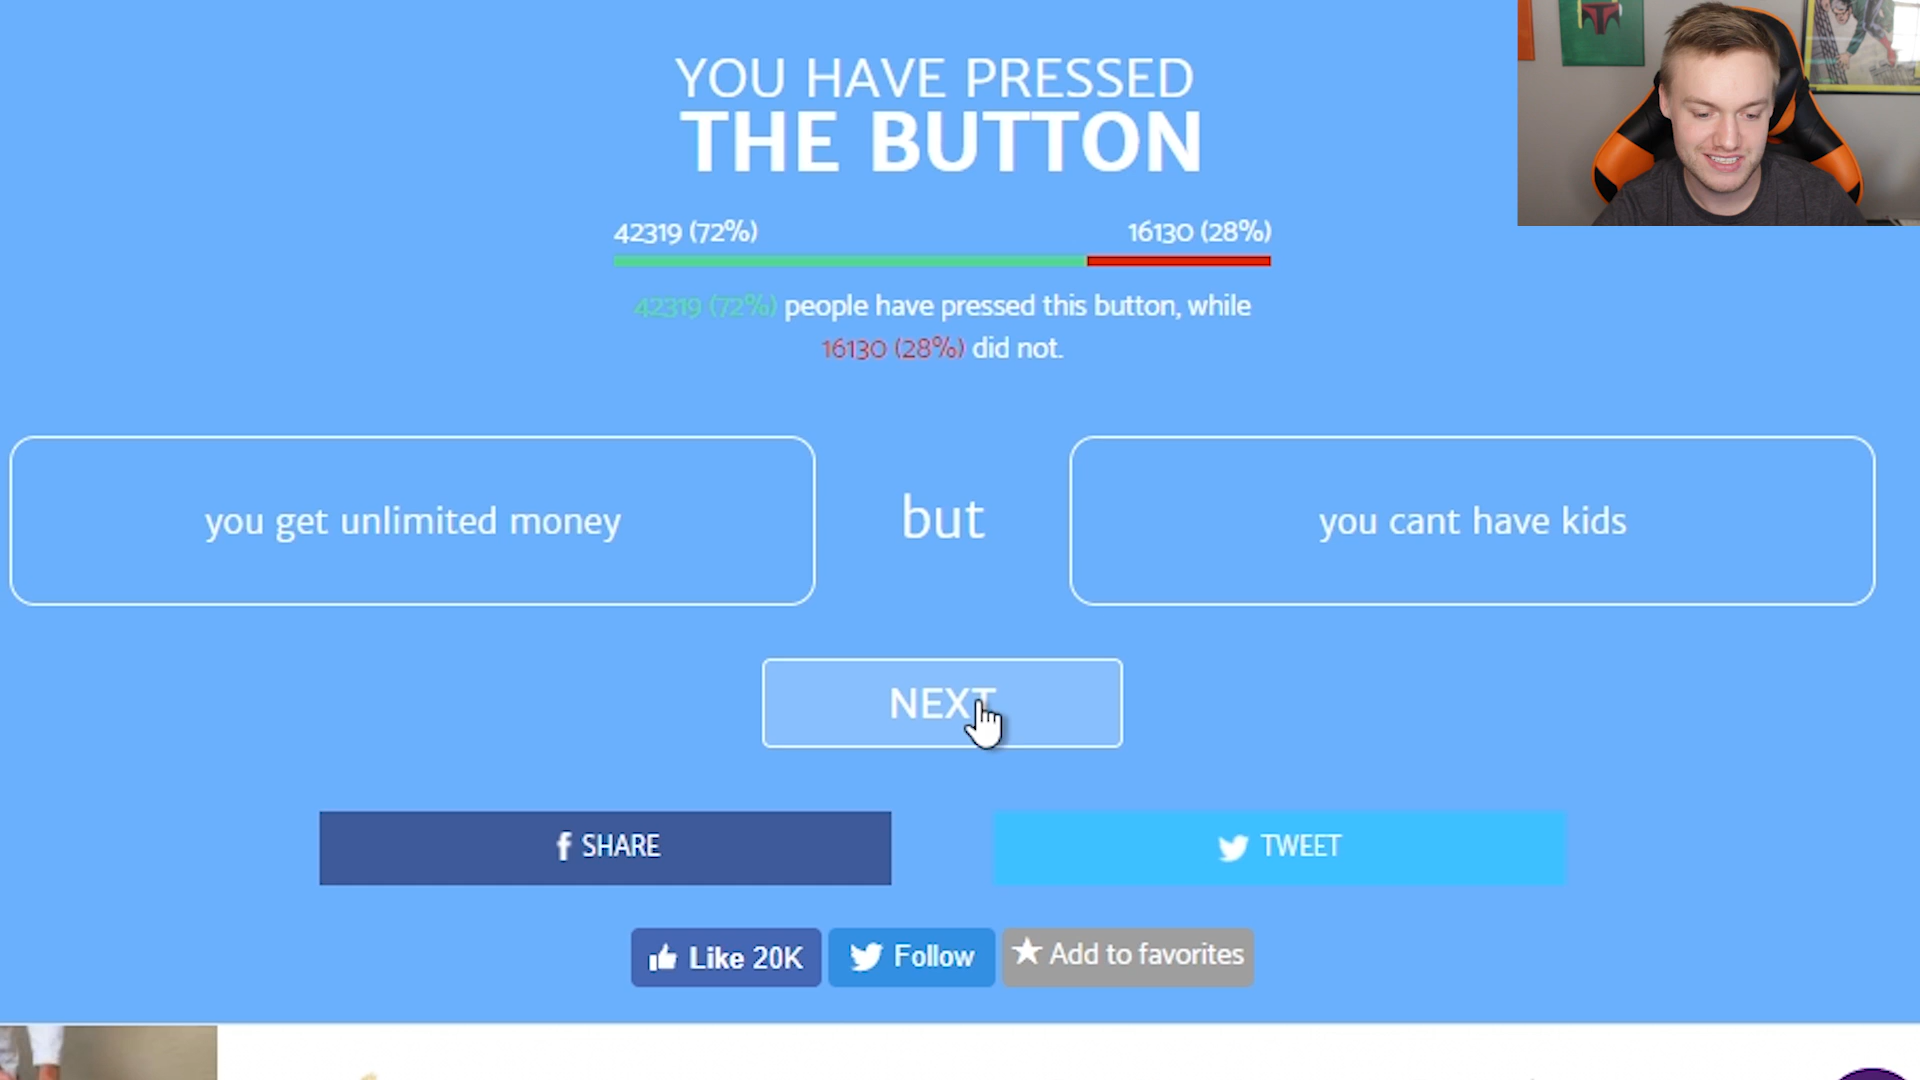 YOU HAVE PRESSED
THE BUTTON
42319 (72%) 16130 (28%)
42319 (72%) people have pressed this button, while
16130 (28%) did not.
you get unlimited money
but
you cant have kids
NEXT
f SHARE
TWEET
Like 20K
Follow
Add to favorites